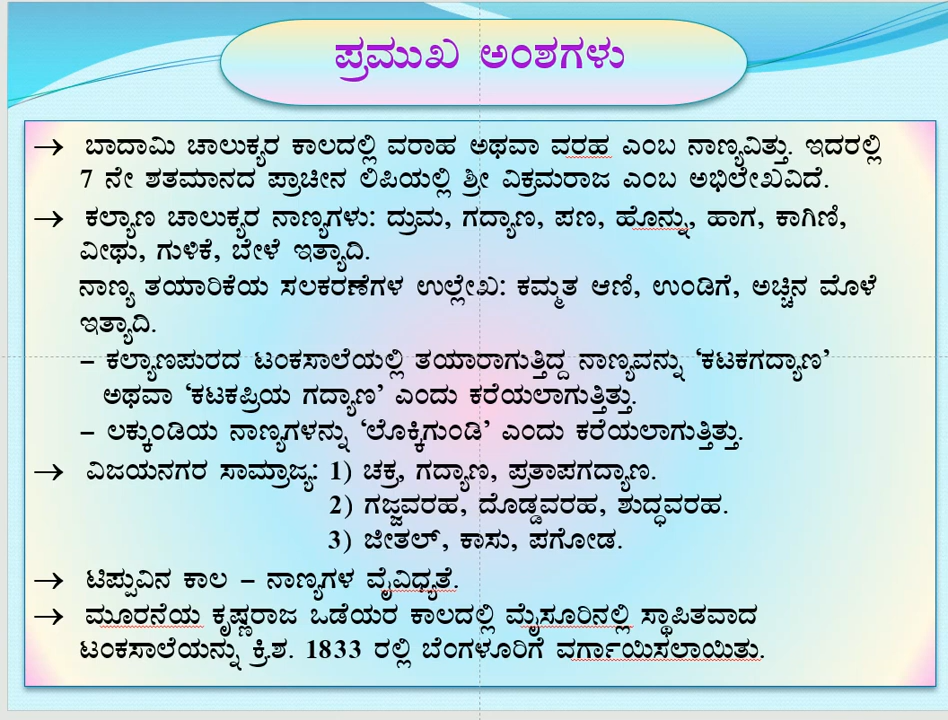 ಪ್ರಮುಖ ಅಂಶಗಳು
→ ಬಾದಾಮಿ ಚಾಲುಕ್ಯರ ಕಾಲದಲ್ಲಿ ವರಾಹ ಅಥವಾ ವರಹ ಎಂಬ ನಾಣ್ಯವಿತ್ತು. ಇದರಲ್ಲಿ
7 ನೇ ಶತಮಾನದ ಪ್ರಾಚೀನ ಲಿಪಿಯಲ್ಲಿ ಶ್ರೀ ವಿಕ್ರಮರಾಜ ಎಂಬ ಅಭಿಲೇಖವಿದೆ.
→ ಕಲ್ಯಾಣ ಚಾಲುಕ್ಯರ ನಾಣ್ಯಗಳು: ದ್ರುಮ, ಗದ್ಯಾಣ, ಪಣ, ಹೊನ್ನು, ಹಾಗ, ಕಾಗಿಣಿ,
ವೀಥು, ಗುಳಿಕೆ, ಬೇಳೆ ಇತ್ಯಾದಿ.
ನಾಣ್ಯ ತಯಾರಿಕೆಯ ಸಲಕರಣೆಗಳ ಉಲ್ಲೇಖ: ಕಮ್ಮತ ಆಣಿ, ಉಂಡಿಗೆ, ಅಚ್ಚಿನ ಮೊಳೆ
ಇತ್ಯಾದಿ.
– ಕಲ್ಯಾಣಪುರದ ಟಂಕಸಾಲೆಯಲ್ಲಿ ತಯಾರಾಗುತ್ತಿದ್ದ ನಾಣ್ಯವನ್ನು ‘ಕಟಕಗದ್ಯಾಣ’
ಅಥವಾ ‘ಕಟಕಪ್ರಿಯ ಗದ್ಯಾಣ’ ಎಂದು ಕರೆಯಲಾಗುತ್ತಿತ್ತು.
– ಲಕ್ಕುಂಡಿಯ ನಾಣ್ಯಗಳನ್ನು ‘ಲೊಕ್ಕಿಗುಂಡಿ’ ಎಂದು ಕರೆಯಲಾಗುತ್ತಿತ್ತು.
→ ವಿಜಯನಗರ ಸಾಮ್ರಾಜ್ಯ: 1) ಚಕ್ರ, ಗದ್ಯಾಣ, ಪ್ರತಾಪಗದ್ಯಾಣ.
2) ಗಜ್ಜವರಹ, ದೊಡ್ಡವರಹ, ಶುದ್ಧವರಹ.
3) ಜೀತಲ್, ಕಾಸು, ಪಗೋಡ.
→ ಟಿಪ್ಪುವಿನ ಕಾಲ – ನಾಣ್ಯಗಳ ವೈವಿಧ್ಯತೆ.
→ ಮೂರನೆಯ ಕೃಷ್ಣರಾಜ ಒಡೆಯರ ಕಾಲದಲ್ಲಿ ಮೈಸೂರಿನಲ್ಲಿ ಸ್ಥಾಪಿತವಾದ
ಟಂಕಸಾಲೆಯನ್ನು ಕ್ರಿ.ಶ. 1833 ರಲ್ಲಿ ಬೆಂಗಳೂರಿಗೆ ವರ್ಗಾಯಿಸಲಾಯಿತು.